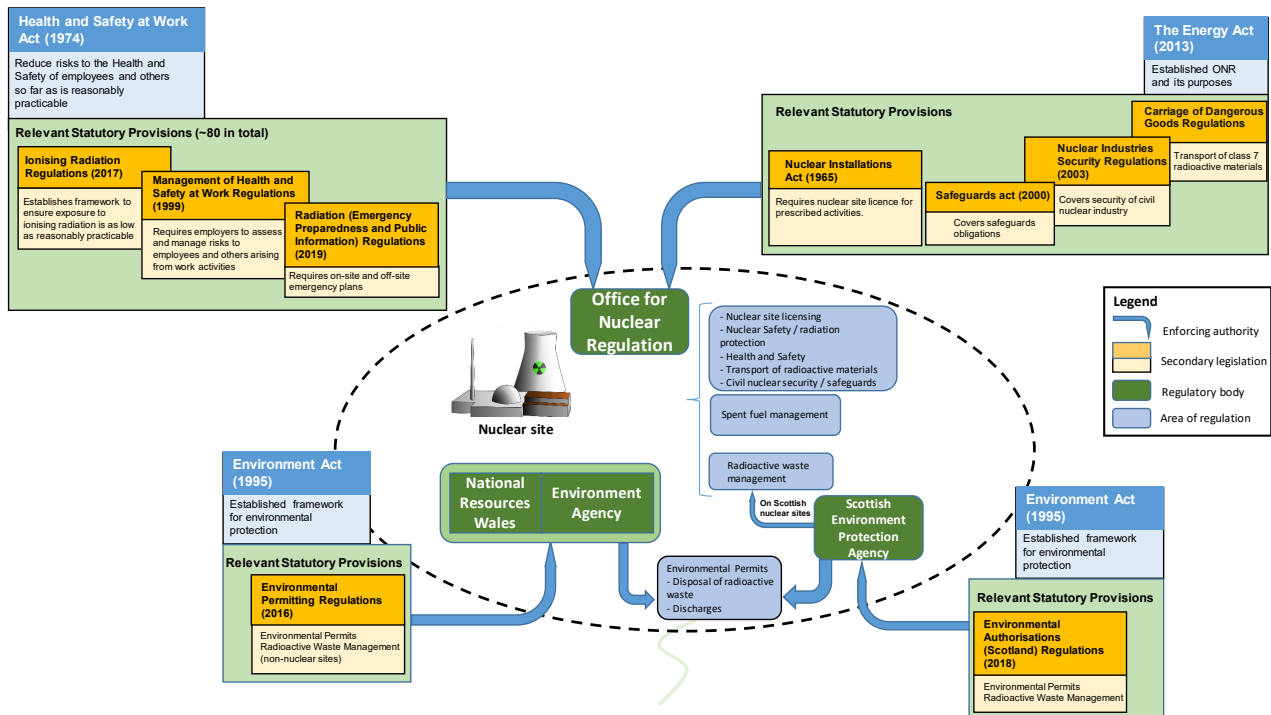 Health and Safety at Work
Act (1974)
Reduce risks to the Health and
Safety of employees and others
so far as is reasonably
practicable
Relevant Statutory Provisions (~80 in total)
Ionising Radiation
Regulations (2017)
Establishes framework to
ensure exposure to
ionising radiation is as low
as reasonably practicable
Management of Health and
Safety at Work Regulations
(1999)
Requires employers to assess
and manage risks to
employees and others arising
from work activities
Radiation (Emergency
Preparedness and Public
Information) Regulations
(2019)
Requires on-site and off-site
emergency plans
The Energy Act
(2013)
Established ONR
and its purposes
Relevant Statutory Provisions
Nuclear Installations
Act (1965)
Requires nuclear site licence for
prescribed activities.
Safeguards act (2000)
Covers safeguards
obligations
Nuclear Industries
Security Regulations
(2003)
Covers security of civil
nuclear industry
Carriage of Dangerous
Goods Regulations
Transport of class 7
radioactive materials
Office for
Nuclear
Regulation
- Nuclear site licensing
- Nuclear Safety / radiation
protection
- Health and Safety
- Transport of radioactive materials
- Civil nuclear security / safeguards
Spent fuel management
Radioactive waste
management
On Scottish
nuclear sites
Nuclear site
Legend
Enforcing authority
Secondary legislation
Regulatory body
Area of regulation
National
Resources
Wales
Environment
Agency
Scottish
Environment
Protection
Agency
Environmental Permits
- Disposal of radioactive
waste
- Discharges
Environment Act
(1995)
Established framework
for environmental
protection
Relevant Statutory Provisions
Environmental
Permitting Regulations
(2016)
Environmental Permits
Radioactive Waste Management
(non-nuclear sites)
Environment Act
(1995)
Established framework
for environmental
protection
Relevant Statutory Provisions
Environmental
Authorisations
(Scotland) Regulations
(2018)
Environmental Permits
Radioactive Waste Management